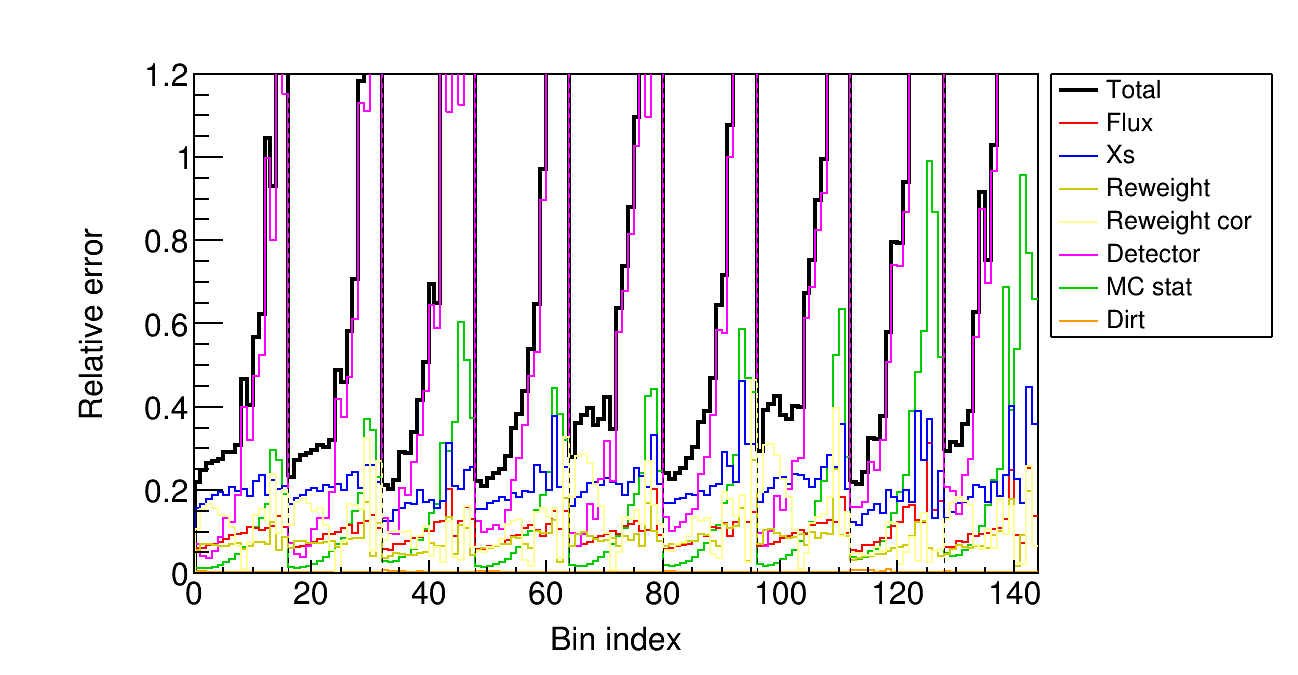 1.2
1
0.8
0.6
0.4
0.2
0
Relative error
0 20 40 60 80 100 120 140
Bin index
Total
Flux
Xs
Reweight
Reweight cor
Detector
MC stat
Dirt